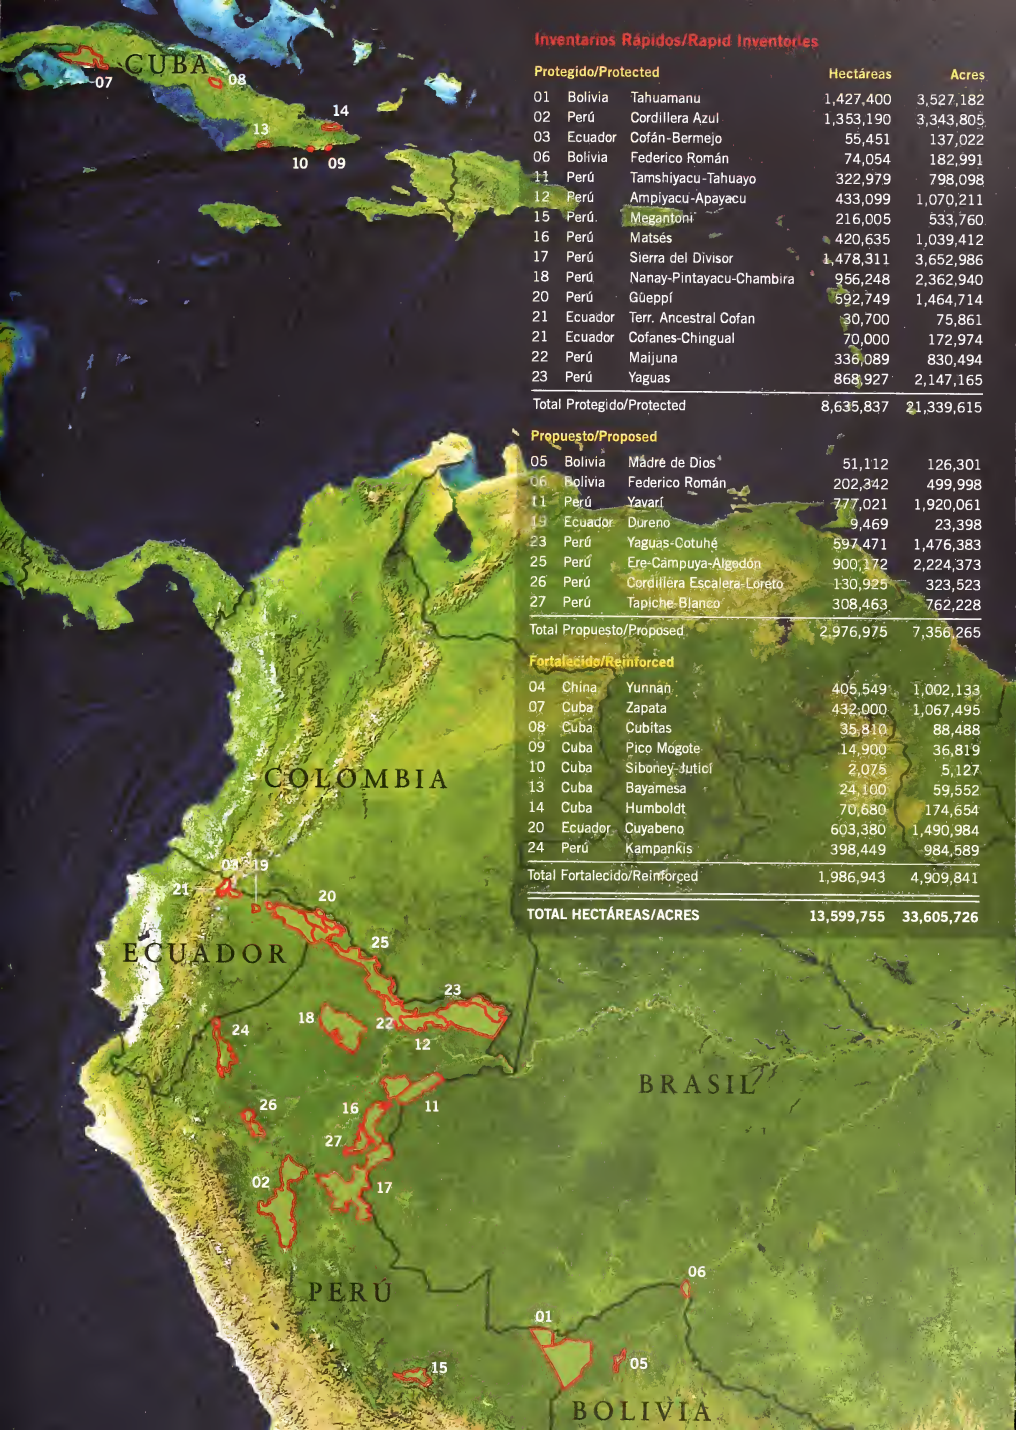 Inventarios Rápidos/Rapid Inventories
Protegido/Protected Hectáreas Acres
01 Bolivia Tahuamanu 1,427,400 3,527,182
02 Perú Cordillera Azul 1,353,190 3,343,805
03 Ecuador Cofán-Bermejo 55,451 137,022
06 Bolivia Federico Román 74,054 182,991
11 Perú Tamshiyacu-Tahuayo 322,979 798,098
12 Perú Ampiyacu-Apayacu 433,099 1,070,211
15 Perú Megantoni 216,005 533,760
16 Perú Matsés 420,635 1,039,412
17 Perú Sierra del Divisor 1,478,311 3,652,986
18 Perú Nanay-Pintayacu-Chambira 956,248 2,362,940
20 Perú Güeppí 592,749 1,464,714
21 Ecuador Terr. Ancestral Cofan 30,700 75,861
21 Ecuador Cofanes-Chingual 70,000 172,974
22 Perú Maijuna 336,089 830,494
23 Perú Yaguas 868,927 2,147,165
Total Protegido/Protected 8,635,837 21,339,615
Propuesto/Proposed
05 Bolivia Madre de Dios 51,112 126,301
06 Bolivia Federico Román 202,342 499,998
11 Perú Yavarí 777,021 1,920,061
19 Ecuador Dureno 9,469 23,398
23 Perú Yaguas-Cotuhé 597,471 1,476,383
25 Perú Ere-Campuya-Algodón 900,172 2,224,373
26 Perú Cordillera Escalera-Loreto 130,925 323,523
27 Perú Tapiche-Blanco 308,463 762,228
Total Propuesto/Proposed 2,976,975 7,356,265
Fortalecido/Reinforced
04 China Yunnan 405,549 1,002,133
07 Cuba Zapata 432,000 1,067,495
08 Cuba Cubitas 35,810 88,488
09 Cuba Pico Mogote 14,900 36,819
10 Cuba Siboney-Juticí 2,075 5,127
13 Cuba Bayamesa 24,100 59,552
14 Cuba Humboldt 70,680 174,654
20 Ecuador Cuyabeno 603,380 1,490,984
24 Perú Kampankis 398,449 984,589
Total Fortalecido/Reinforced 1,986,943 4,909,841
TOTAL HECTÁREAS/ACRES 13,599,755 33,605,726
CUBA
07
08
14
13
10
09
COLOMBIA
03
19
21
20
ECUADOR
25
23
18
22
12
24
BRASIL
26
16
11
27
02
17
PERÚ
06
01
15
05
BOLIVIA